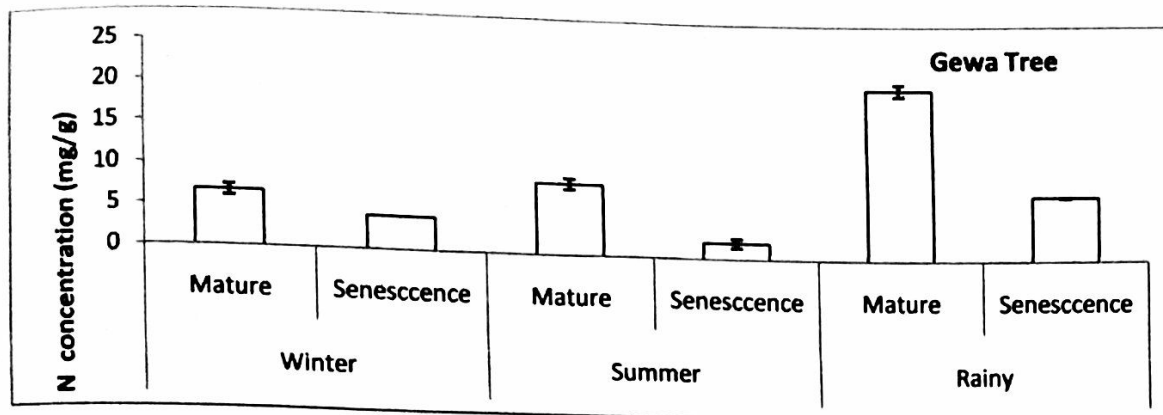 N concentration (mg/g)
25
20
15
10
5
0
Gewa Tree
Mature Senesccence Mature Senesccence Mature Senesccence
Winter Summer Rainy